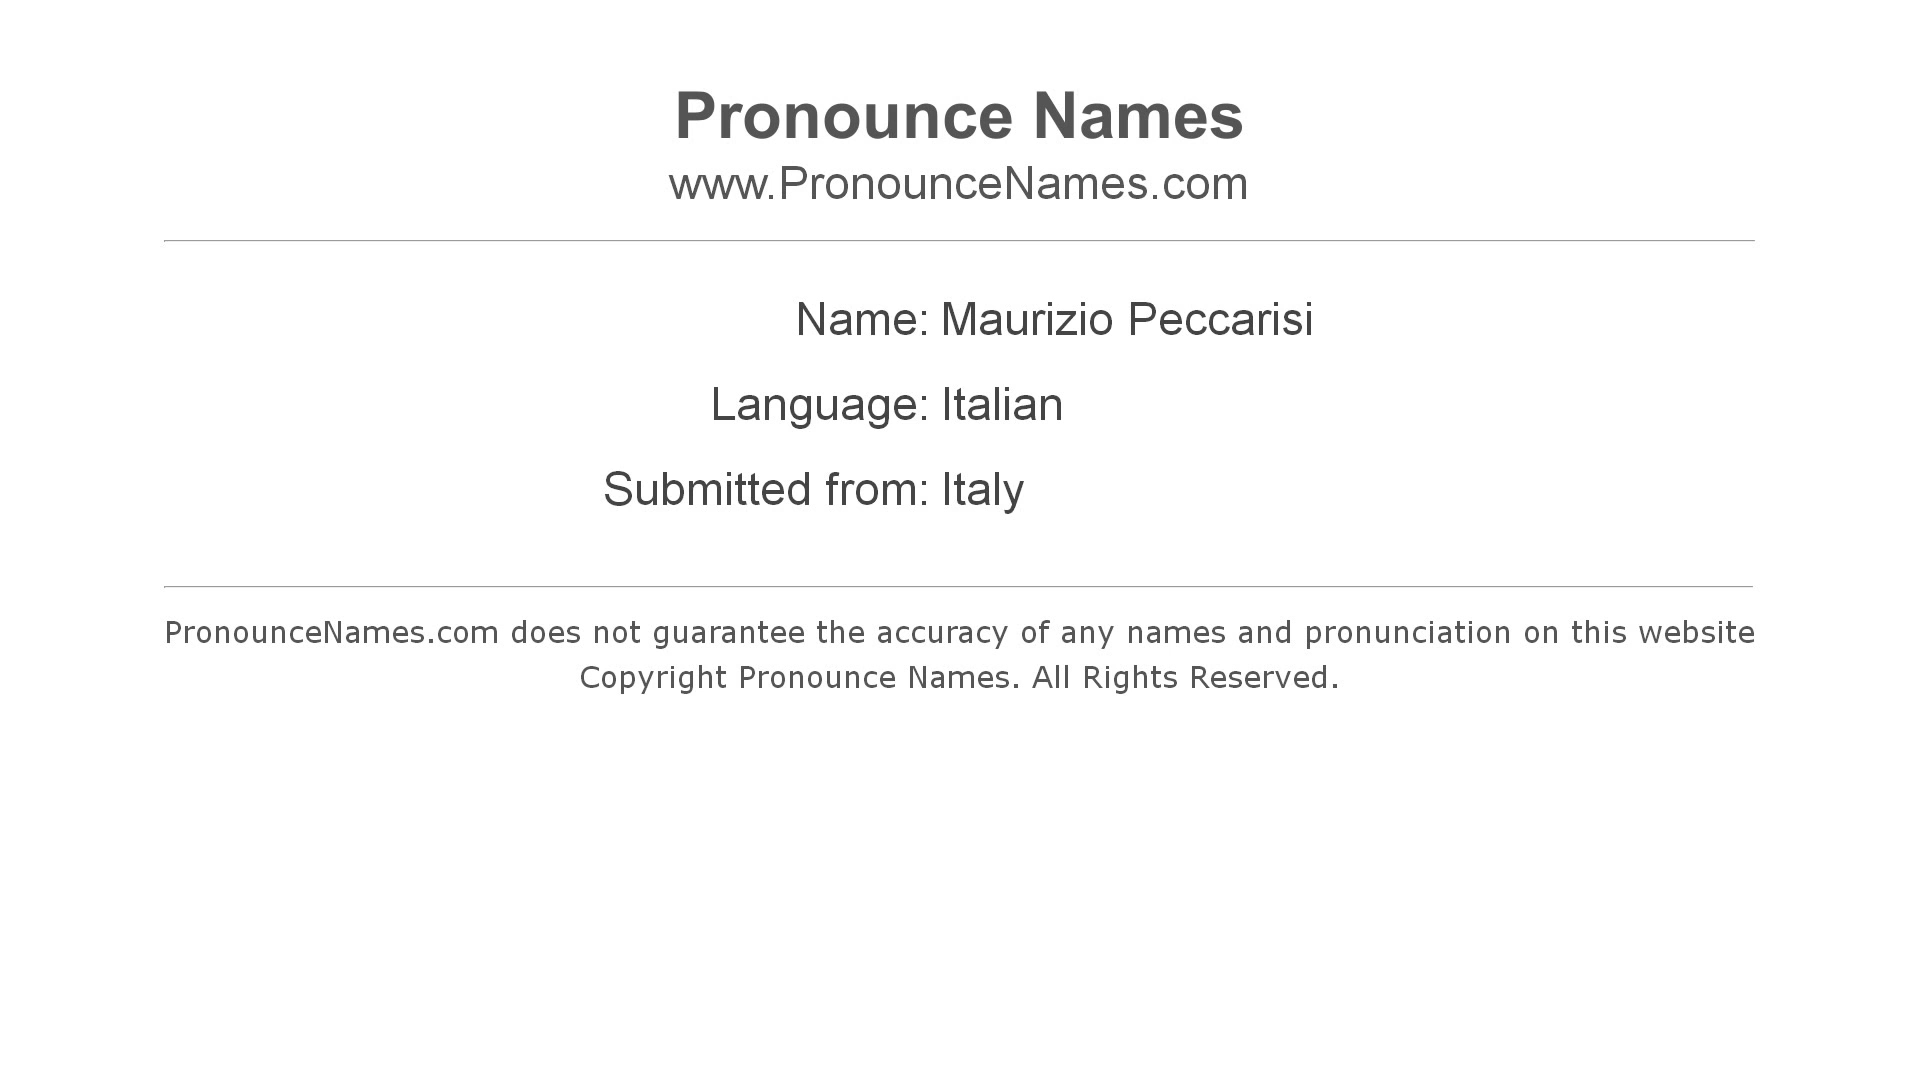 Pronounce Names
www.PronounceNames.com
Name: Maurizio Peccarisi
Language: Italian
Submitted from: Italy
PronounceNames.com does not guarantee the accuracy of any names and pronunciation on this website
Copyright Pronounce Names. All Rights Reserved.